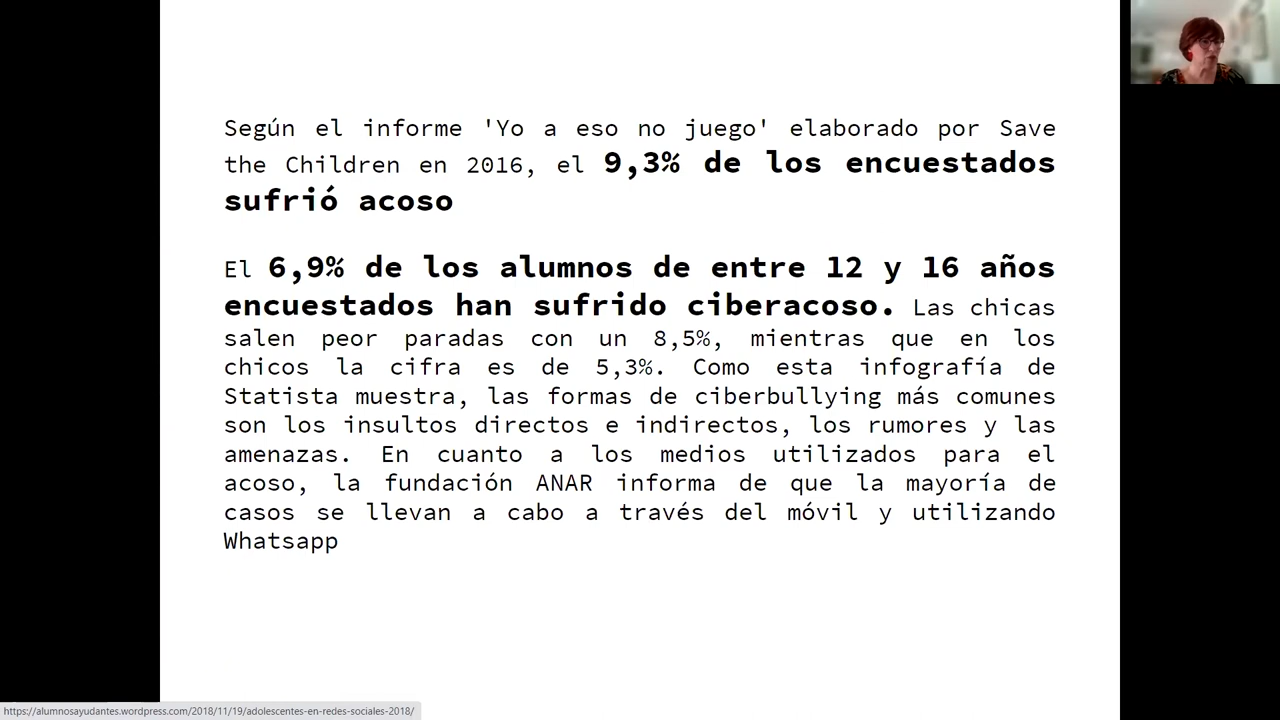 Según el informe 'Yo a eso no juego' elaborado por Save
the Children en 2016, el 9,3% de los encuestados
sufrió acoso
El 6,9% de los alumnos de entre 12 y 16 años
encuestados han sufrido ciberacoso. Las chicas
salen peor paradas con un 8,5%, mientras que en los
chicos la cifra es de 5,3%. Como esta infografía de
Statista muestra, las formas de ciberbullying más comunes
son los insultos directos e indirectos, los rumores y las
amenazas. En cuanto a los medios utilizados para el
acoso, la fundación ANAR informa de que la mayoría de
casos se llevan a cabo a través del móvil y utilizando
Whatsapp
https://alumnosayudantes.wordpress.com/2018/11/19/adolescentes-en-redes-sociales-2018/